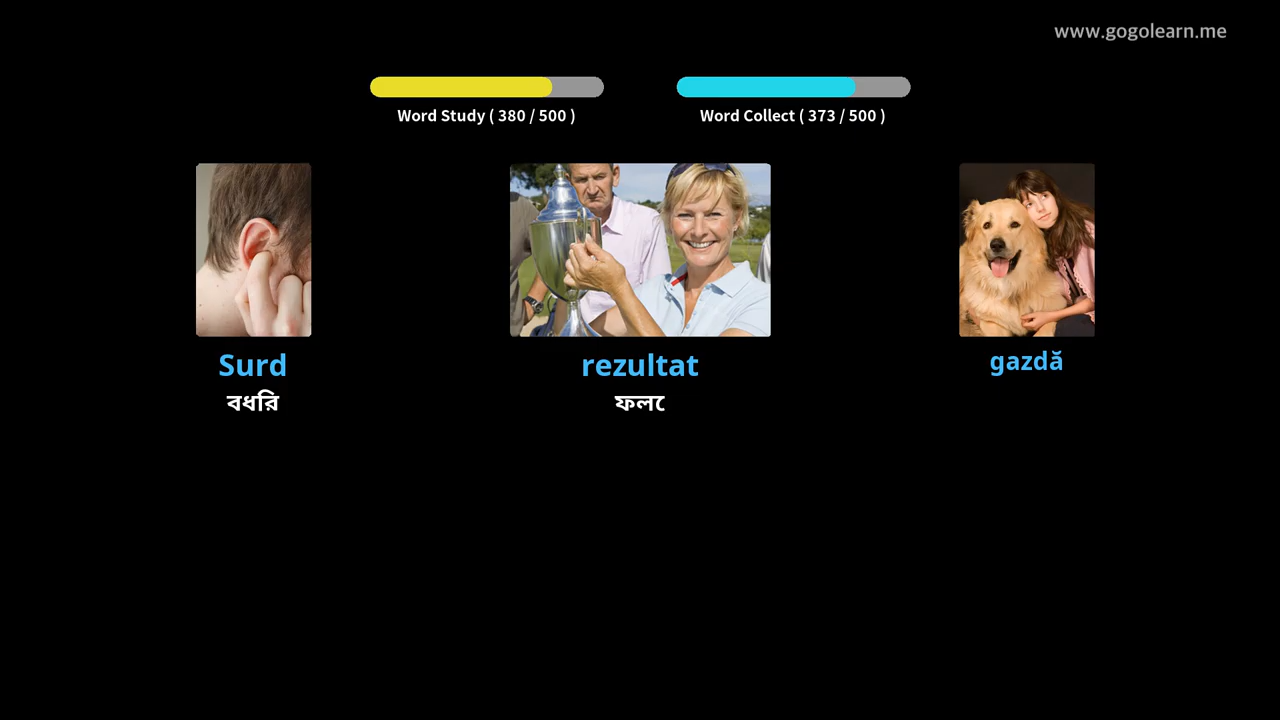 www.gogolearn.me
Word Study ( 380 / 500 )
Word Collect ( 373 / 500 )
Surd
rezultat
gazdă
বধির
ফলে